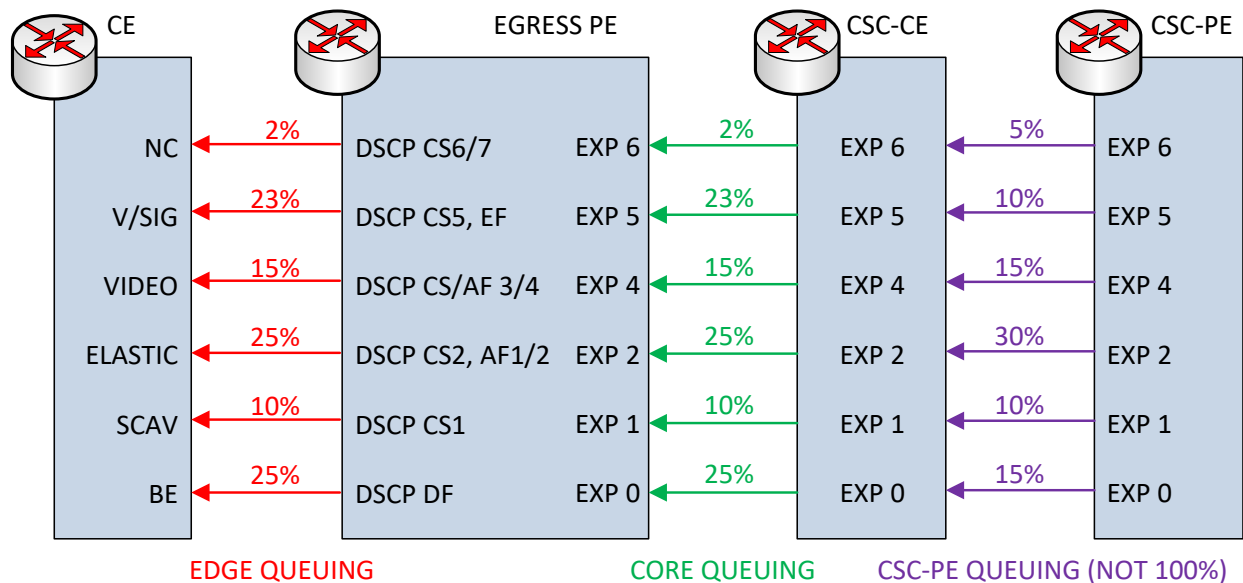 CE EGRESS PE CSC-CE CSC-PE
NC 2% DSCP CS6/7 EXP 6 2% EXP 6 5% EXP 6
V/SIG 23% DSCP CS5, EF EXP 5 23% EXP 5 10% EXP 5
VIDEO 15% DSCP CS/AF 3/4 EXP 4 15% EXP 4 15% EXP 4
ELASTIC 25% DSCP CS2, AF1/2 EXP 2 25% EXP 2 30% EXP 2
SCAV 10% DSCP CS1 EXP 1 10% EXP 1 10% EXP 1
BE 25% DSCP DF EXP 0 25% EXP 0 15% EXP 0
EDGE QUEUING CORE QUEUING CSC-PE QUEUING (NOT 100%)